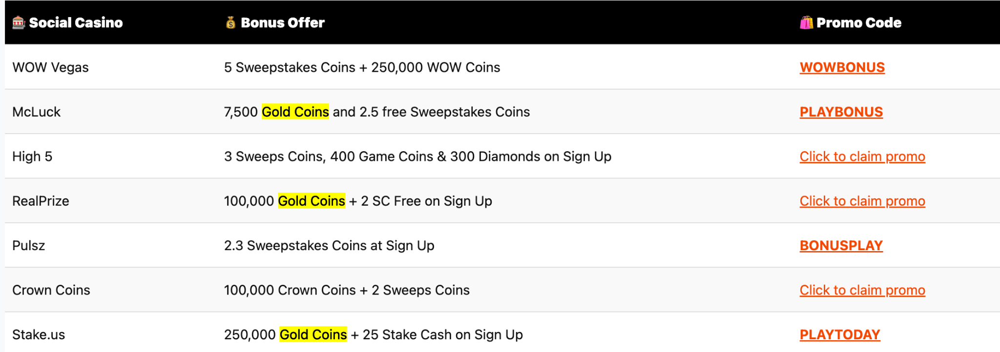 🎰 Social Casino 💰 Bonus Offer 🛍️ Promo Code
WOW Vegas 5 Sweepstakes Coins + 250,000 WOW Coins WOWBONUS
McLuck 7,500 Gold Coins and 2.5 free Sweepstakes Coins PLAYBONUS
High 5 3 Sweeps Coins, 400 Game Coins & 300 Diamonds on Sign Up Click to claim promo
RealPrize 100,000 Gold Coins + 2 SC Free on Sign Up Click to claim promo
Pulsz 2.3 Sweepstakes Coins at Sign Up BONUSPLAY
Crown Coins 100,000 Crown Coins + 2 Sweeps Coins Click to claim promo
Stake.us 250,000 Gold Coins + 25 Stake Cash on Sign Up PLAYTODAY